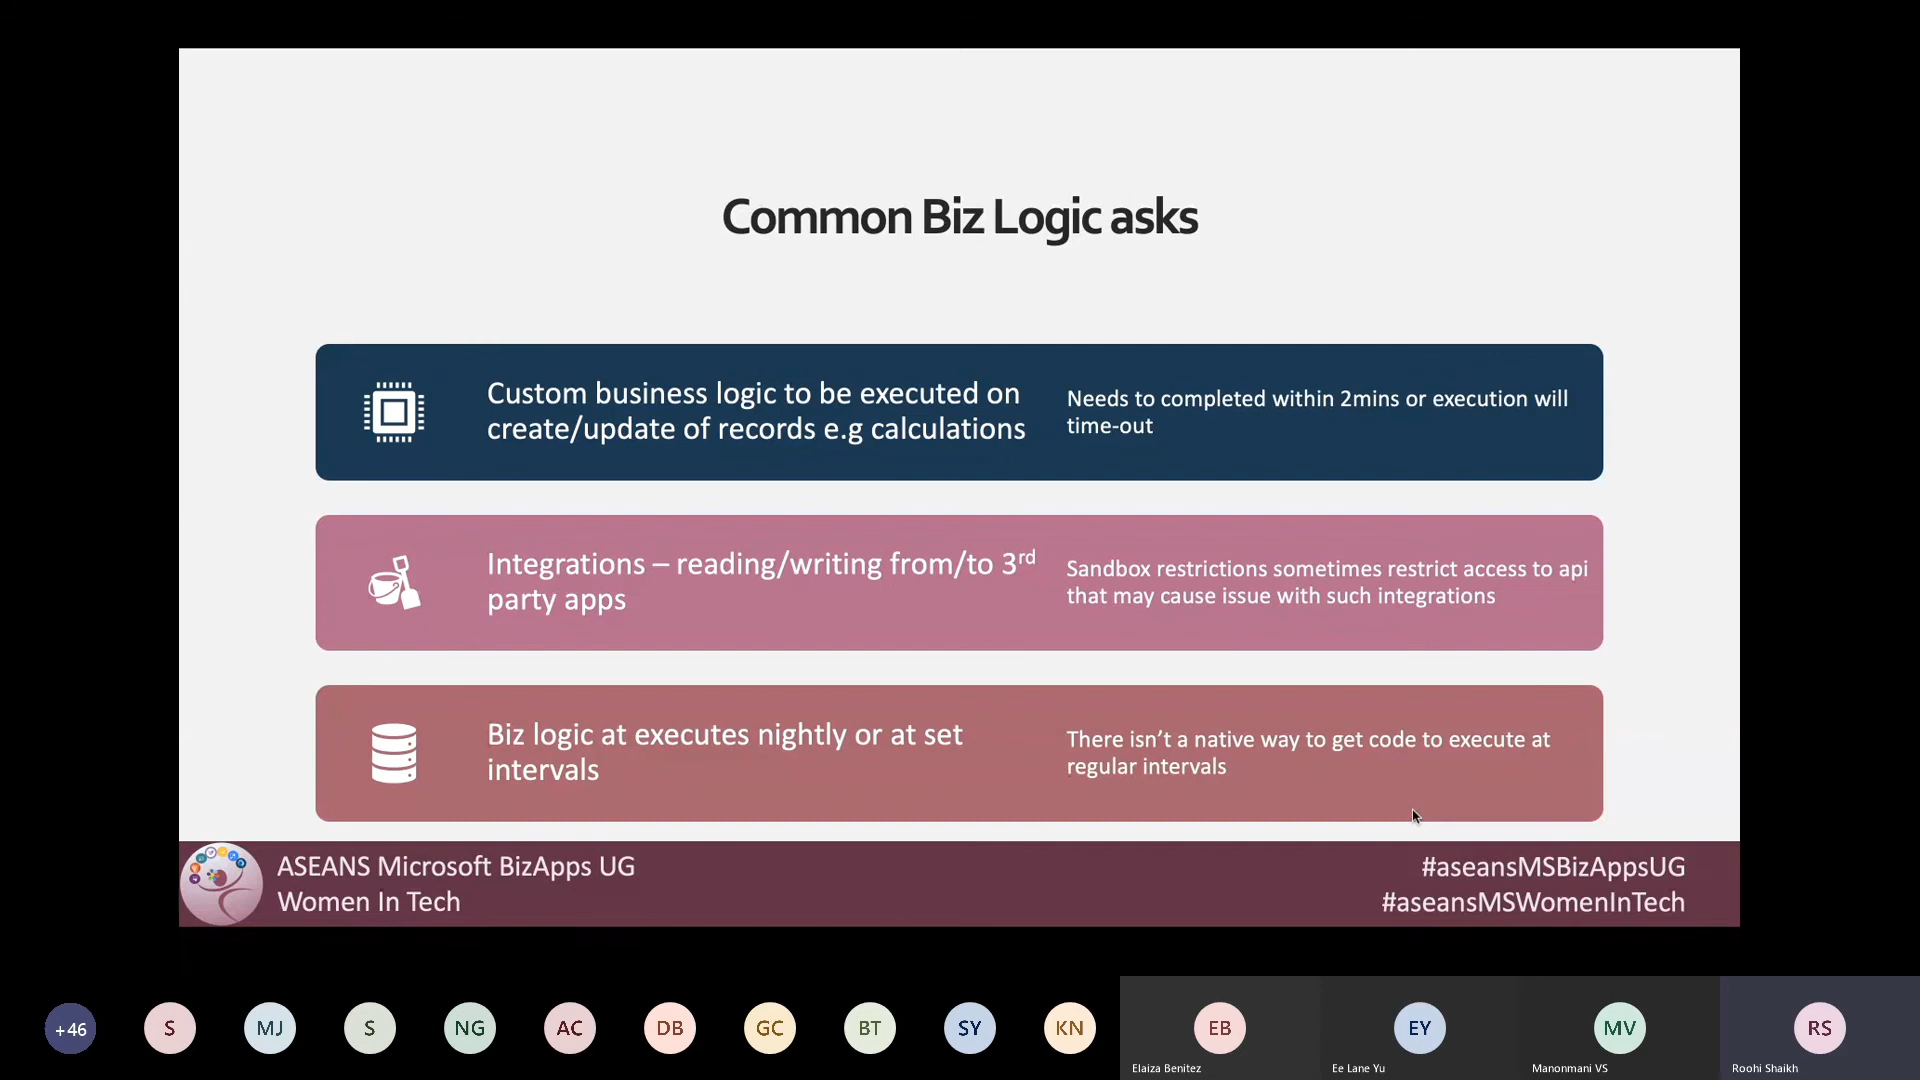 Common Biz Logic asks
Custom business logic to be executed on
create/update of records e.g calculations
Needs to completed within 2mins or execution will
time-out
Integrations – reading/writing from/to 3rd
party apps
Sandbox restrictions sometimes restrict access to api
that may cause issue with such integrations
Biz logic at executes nightly or at set
intervals
There isn't a native way to get code to execute at
regular intervals
ASEANS Microsoft BizApps UG
Women In Tech
#aseansMSBizAppsUG
#aseansMSWomenInTech
+46
S
MJ
S
NG
AC
DB
GC
BT
SY
KN
EB
Elaiza Benitez
EY
Ee Lane Yu
MV
Manonmani VS
RS
Roohi Shaikh